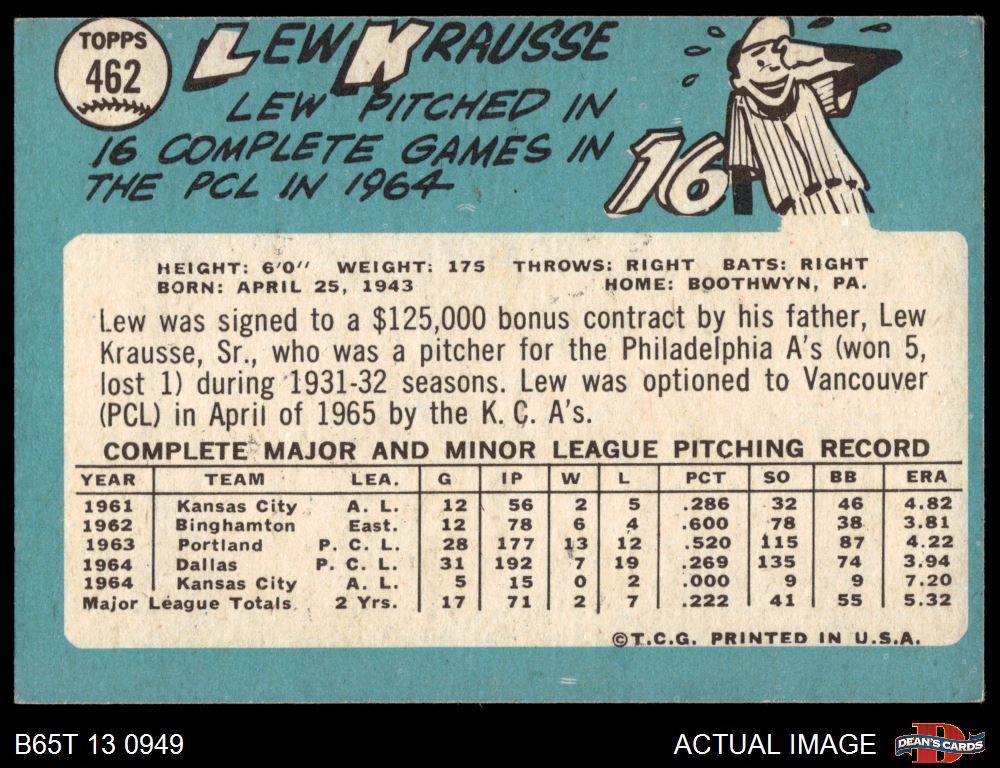 TOPPS
462
LEW KRAUSSE
LEW PITCHED IN
16 COMPLETE GAMES IN
THE PCL IN 1964
16
HEIGHT: 6'0" WEIGHT: 175 THROWS: RIGHT BATS: RIGHT
BORN: APRIL 25, 1943 HOME: BOOTHWYN, PA.
Lew was signed to a $125,000 bonus contract by his father, Lew
Krausse, Sr., who was a pitcher for the Philadelphia A's (won 5,
lost 1) during 1931-32 seasons. Lew was optioned to Vancouver
(PCL) in April of 1965 by the K. C. A's.
COMPLETE MAJOR AND MINOR LEAGUE PITCHING RECORD
YEAR TEAM LEA. G IP W L PCT SO BB ERA
1961 Kansas City A. L. 12 56 2 5 .286 32 46 4.82
1962 Binghamton East. 12 78 6 4 .600 78 38 3.81
1963 Portland P. C. L. 28 177 13 12 .520 115 87 4.22
1964 Dallas P. C. L. 31 192 7 19 .269 135 74 3.94
1964 Kansas City A. L. 5 15 0 2 .000 9 9 7.20
Major League Totals 2 Yrs. 17 71 2 7 .222 41 55 5.32
©T.C.G. PRINTED IN U.S.A.
B65T 13 0949 ACTUAL IMAGE
D
DEAN'S CARDS